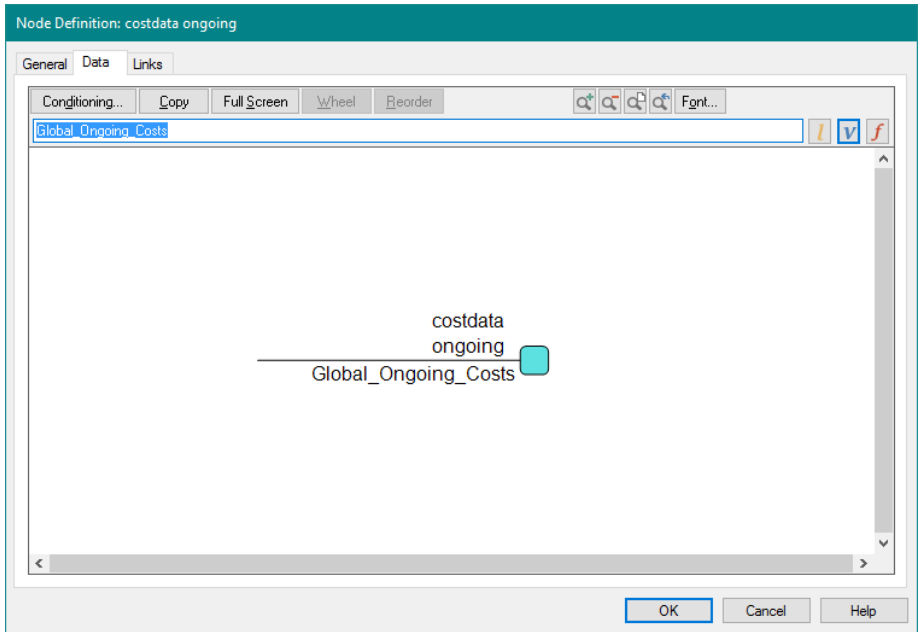 Node Definition: costdata ongoing
General Data Links
Conditioning... Copy Full Screen Wheel Reorder Font...
Global_Ongoing_Costs l v f
costdata
ongoing
Global_Ongoing_Costs
OK Cancel Help